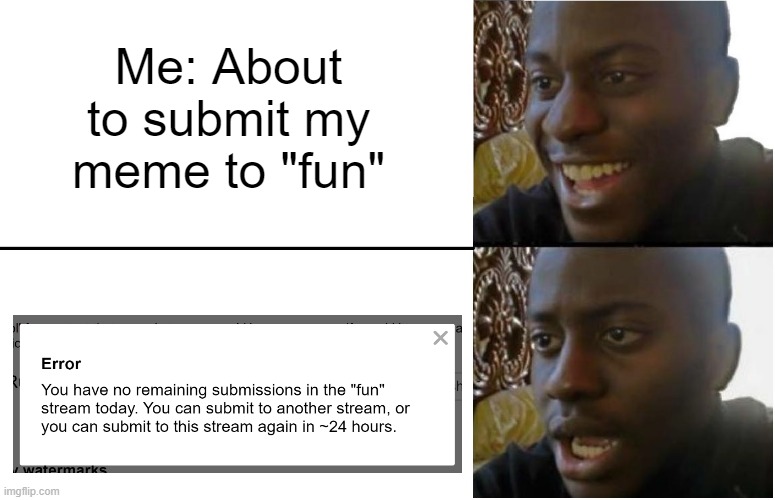 Me: About
to submit my
meme to "fun"
Error
You have no remaining submissions in the "fun"
stream today. You can submit to another stream, or
you can submit to this stream again in ~24 hours.
watermarks
imgflip.com